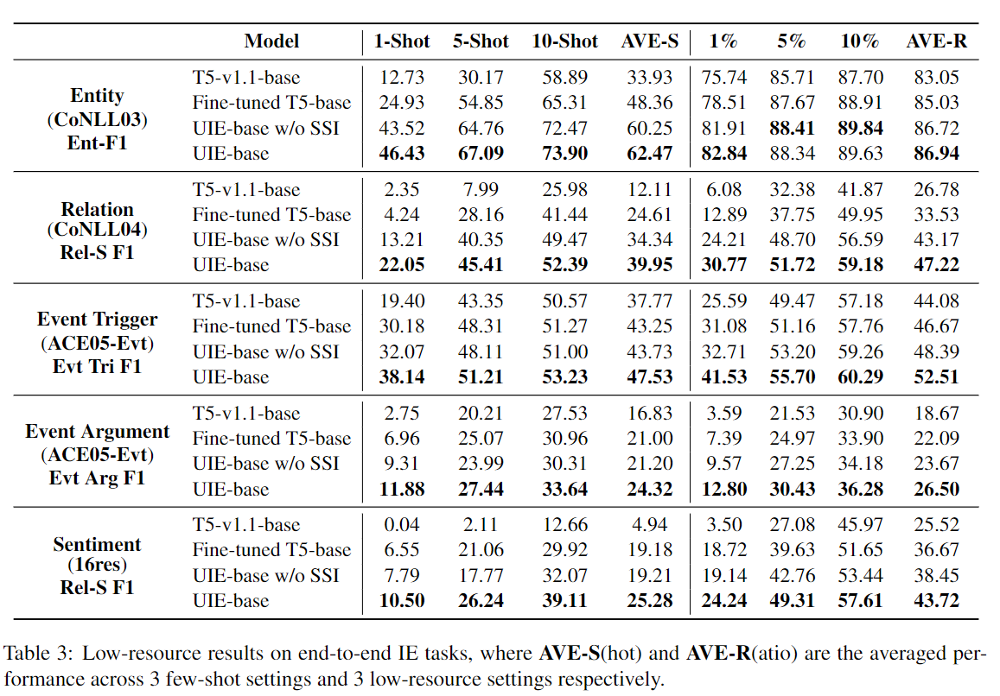 Model 1-Shot 5-Shot 10-Shot AVE-S 1% 5% 10% AVE-R
Entity (CoNLL03) Ent-F1
T5-v1.1-base 12.73 30.17 58.89 33.93 75.74 85.71 87.70 83.05
Fine-tuned T5-base 24.93 54.85 65.31 48.36 78.51 87.67 88.91 85.03
UIE-base w/o SSI 43.52 64.76 72.47 60.25 81.91 88.41 89.84 86.72
UIE-base 46.43 67.09 73.90 62.47 82.84 88.34 89.63 86.94
Relation (CoNLL04) Rel-S F1
T5-v1.1-base 2.35 7.99 25.98 12.11 6.08 32.38 41.87 26.78
Fine-tuned T5-base 4.24 28.16 41.44 24.61 12.89 37.75 49.95 33.53
UIE-base w/o SSI 13.21 40.35 49.47 34.34 24.21 48.70 56.59 43.17
UIE-base 22.05 45.41 52.39 39.95 30.77 51.72 59.18 47.22
Event Trigger (ACE05-Evt) Evt Tri F1
T5-v1.1-base 19.40 43.35 50.57 37.77 25.59 49.47 57.18 44.08
Fine-tuned T5-base 30.18 48.31 51.27 43.25 31.08 51.16 57.76 46.67
UIE-base w/o SSI 32.07 48.11 51.00 43.73 32.71 53.20 59.26 48.39
UIE-base 38.14 51.21 53.23 47.53 41.53 55.70 60.29 52.51
Event Argument (ACE05-Evt) Evt Arg F1
T5-v1.1-base 2.75 20.21 27.53 16.83 3.59 21.53 30.90 18.67
Fine-tuned T5-base 6.96 25.07 30.96 21.00 7.39 24.97 33.90 22.09
UIE-base w/o SSI 9.31 23.99 30.31 21.20 9.57 27.25 34.18 23.67
UIE-base 11.88 27.44 33.64 24.32 12.80 30.43 36.28 26.50
Sentiment (16res) Rel-S F1
T5-v1.1-base 0.04 2.11 12.66 4.94 3.50 27.08 45.97 25.52
Fine-tuned T5-base 6.55 21.06 29.92 19.18 18.72 39.63 51.65 36.67
UIE-base w/o SSI 7.79 17.77 32.07 19.21 19.14 42.76 53.44 38.45
UIE-base 10.50 26.24 39.11 25.28 24.24 49.31 57.61 43.72
Table 3: Low-resource results on end-to-end IE tasks, where AVE-S(hot) and AVE-R(atio) are the averaged per-
formance across 3 few-shot settings and 3 low-resource settings respectively.